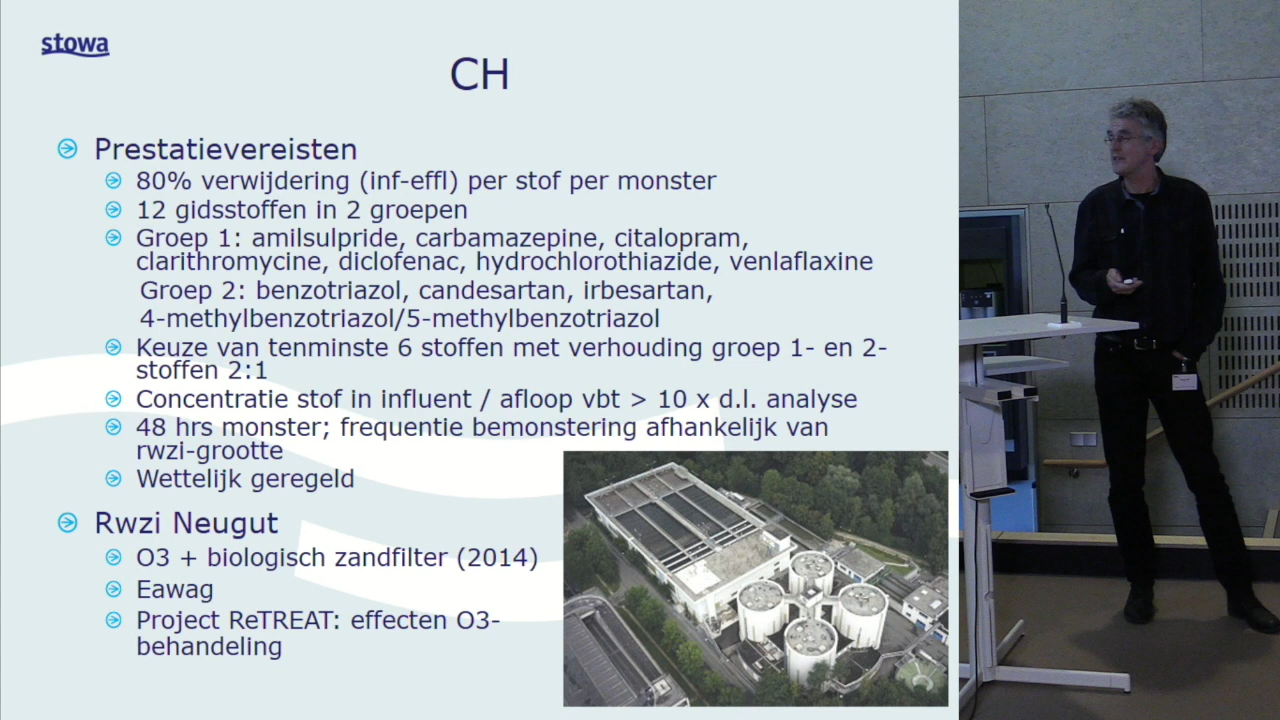 stowa
CH
Prestatievereisten
80% verwijdering (inf-effl) per stof per monster
12 gidsstoffen in 2 groepen
Groep 1: amilsulpride, carbamazepine, citalopram,
clarithromycine, diclofenac, hydrochlorothiazide, venlaflaxine
Groep 2: benzotriazol, candesartan, irbesartan,
4-methylbenzotriazol/5-methylbenzotriazol
Keuze van tenminste 6 stoffen met verhouding groep 1- en 2-
stoffen 2:1
Concentratie stof in influent / afloop vbt > 10 x d.l. analyse
48 hrs monster; frequentie bemonstering afhankelijk van
rwzi-grootte
Wettelijk geregeld
Rwzi Neugut
O3 + biologisch zandfilter (2014)
Eawag
Project ReTREAT: effecten O3-
behandeling